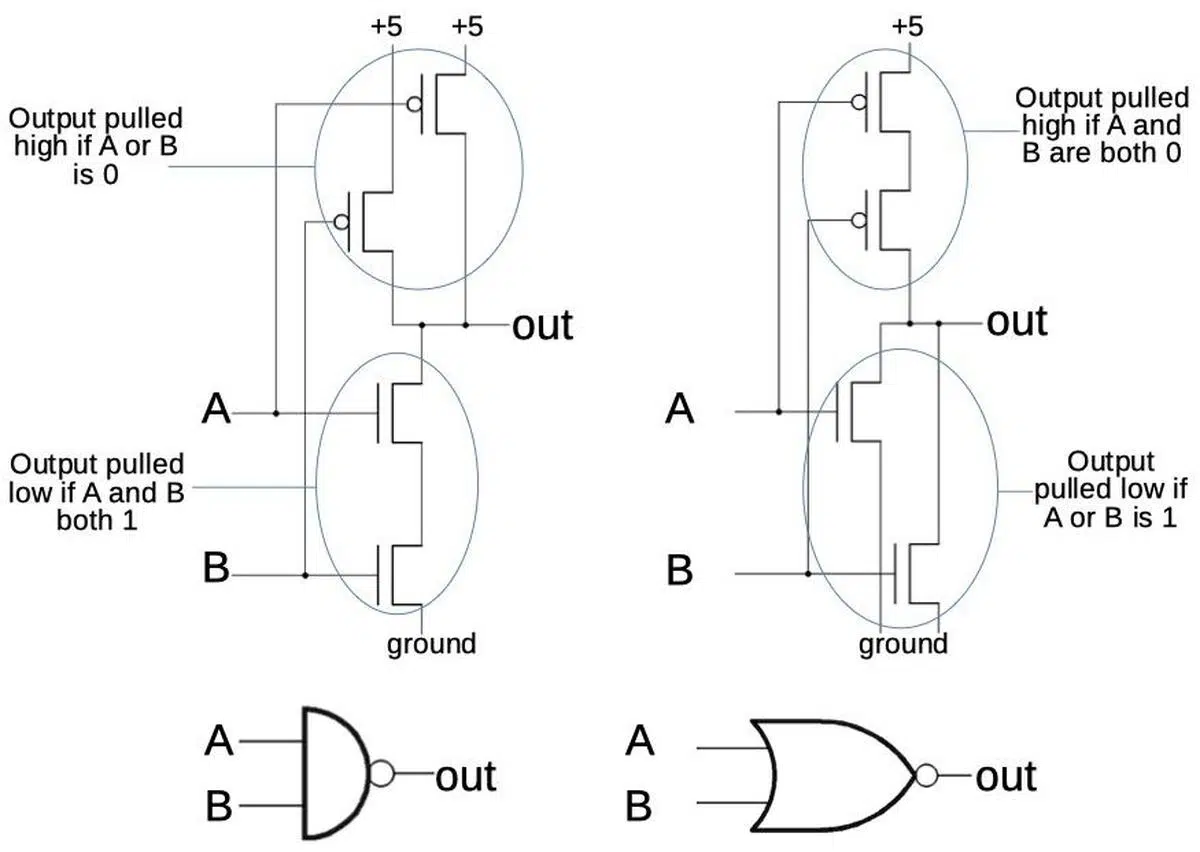 +5 +5
Output pulled
high if A or B
is 0
out
A
Output pulled
low if A and B
both 1
B
ground
A
B
out
+5
Output pulled
high if A and
B are both 0
out
A
Output
pulled low if
A or B is 1
B
ground
A
B
out